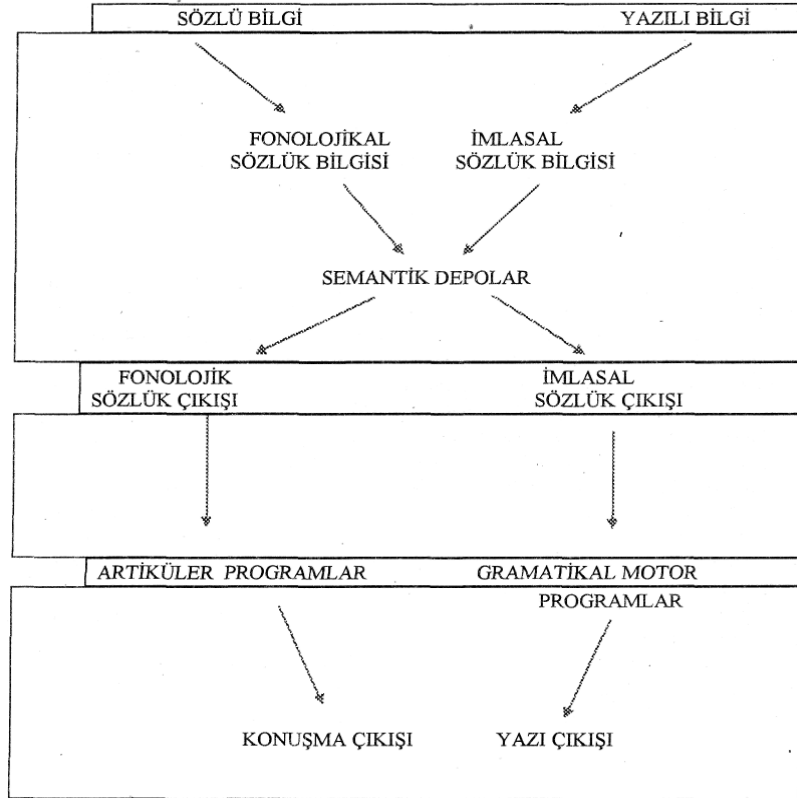 SÖZLÜ BİLGİ YAZILI BİLGİ
FONOLOJİKAL İMLASAL
SÖZLÜK BİLGİSİ SÖZLÜK BİLGİSİ
SEMANTİK DEPOLAR
FONOLOJİK İMLASAL
SÖZLÜK ÇIKIŞI SÖZLÜK ÇIKIŞI
ARTİKÜLER PROGRAMLAR GRAMATİKAL MOTOR
PROGRAMLAR
KONUŞMA ÇIKIŞI YAZI ÇIKIŞI